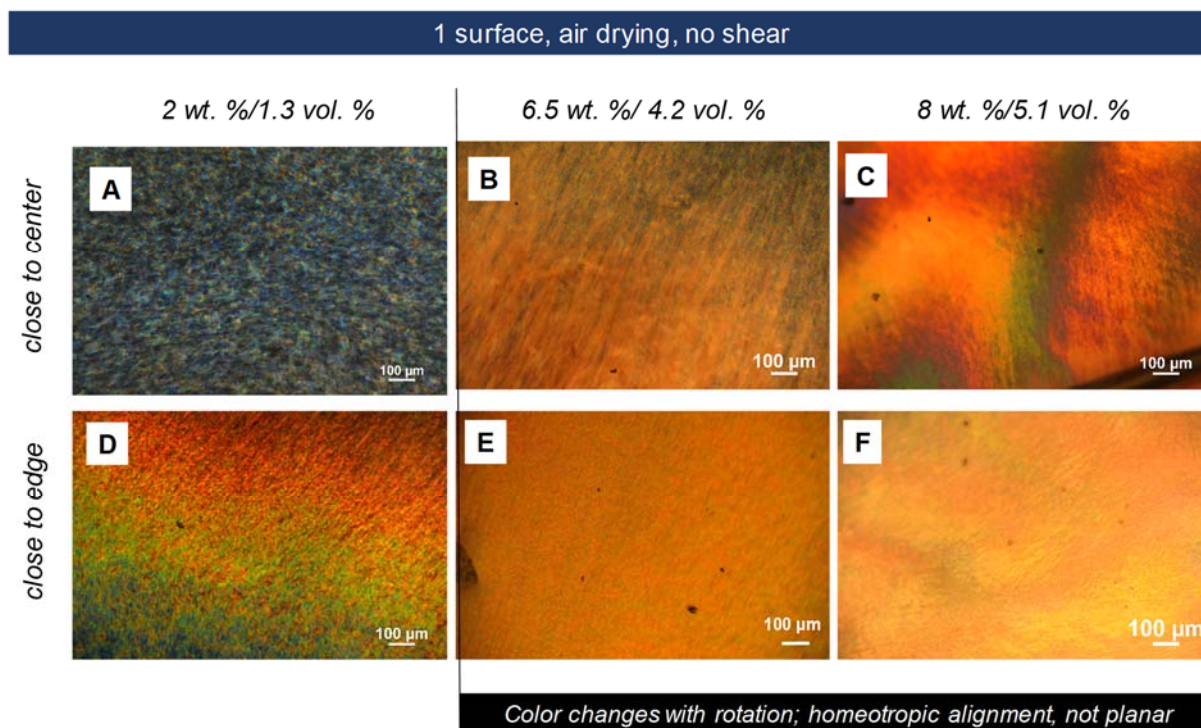 1 surface, air drying, no shear
2 wt. %/1.3 vol. %
6.5 wt. %/ 4.2 vol. %
8 wt. %/5.1 vol. %
close to center
A
100 µm
B
100 µm
C
100 µm
close to edge
D
100 µm
E
100 µm
F
100 µm
Color changes with rotation; homeotropic alignment, not planar